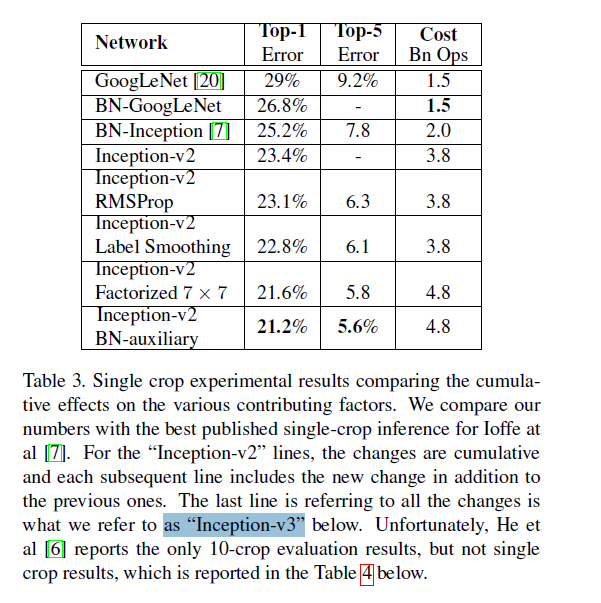 Network Top-1 Error Top-5 Error Cost Bn Ops
GoogLeNet [20] 29% 9.2% 1.5
BN-GoogLeNet 26.8% - 1.5
BN-Inception [7] 25.2% 7.8 2.0
Inception-v2 23.4% - 3.8
Inception-v2
RMSProp 23.1% 6.3 3.8
Inception-v2
Label Smoothing 22.8% 6.1 3.8
Inception-v2
Factorized 7 × 7 21.6% 5.8 4.8
Inception-v2
BN-auxiliary 21.2% 5.6% 4.8
Table 3. Single crop experimental results comparing the cumula-
tive effects on the various contributing factors. We compare our
numbers with the best published single-crop inference for Ioffe at
al [7]. For the “Inception-v2” lines, the changes are cumulative
and each subsequent line includes the new change in addition to
the previous ones. The last line is referring to all the changes is
what we refer to as “Inception-v3” below. Unfortunately, He et
al [6] reports the only 10-crop evaluation results, but not single
crop results, which is reported in the Table 4 below.